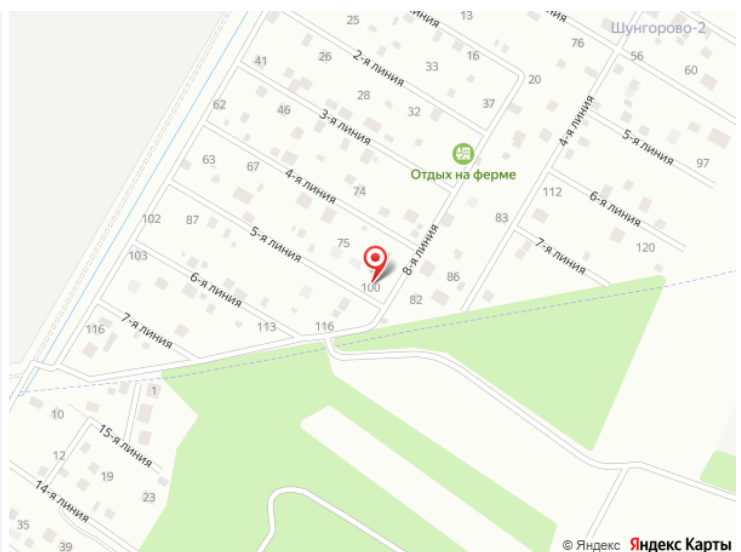 Шунгорово-2
13
25
76
56
26
16
2-я линия
33
41
60
20
28
37
62
46
32
3-я линия
4-я линия
5-я линия
97
63
67
Отдых на ферме
4-я линия
74
112
6-я линия
102
87
83
75
5-я линия
8-я линия
7-я линия
120
103
86
100
6-я линия
82
116
7-я линия
113
116
1
10
15-я линия
12
19
23
14-я линия
35
39
© Яндекс Яндекс Карты